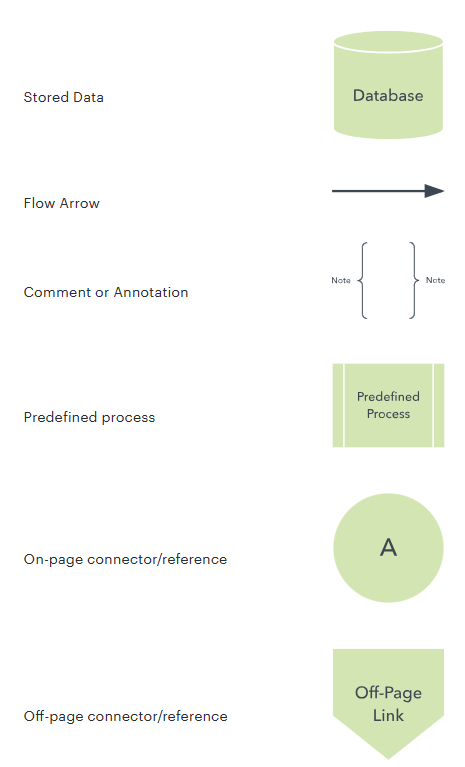 Database
Stored Data
Flow Arrow
Note Note
Comment or Annotation
Predefined
Process
Predefined process
A
On-page connector/reference
Off-Page
Link
Off-page connector/reference